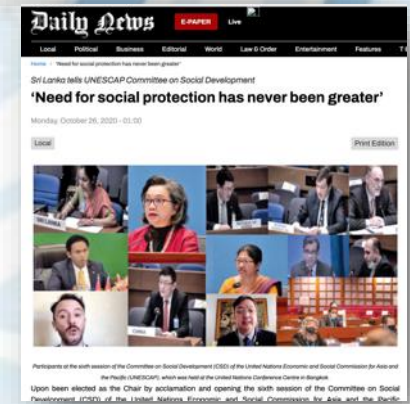 Daily News
E-PAPER
Live
Local Political Business Editorial World Law & Order Entertainment Features
Home » 'Need for social protection has never been greater'
Sri Lanka tells UNESCAP Committee on Social Development
'Need for social protection has never been greater'
Monday, October 26, 2020 - 01:00
Local
Print Edition
SRI LANKA
CHINA
Participants at the sixth session of the Committee on Social Development (CSD) of the United Nations Economic and Social Commission for Asia and
the Pacific (UNESCAP), which was held at the United Nations Conference Centre in Bangkok.
Upon been elected as the Chair by acclamation and opening the sixth session of the Committee on Social
Development (CSD) of the United Nations Economic and Social Commission for Asia and the Pacific